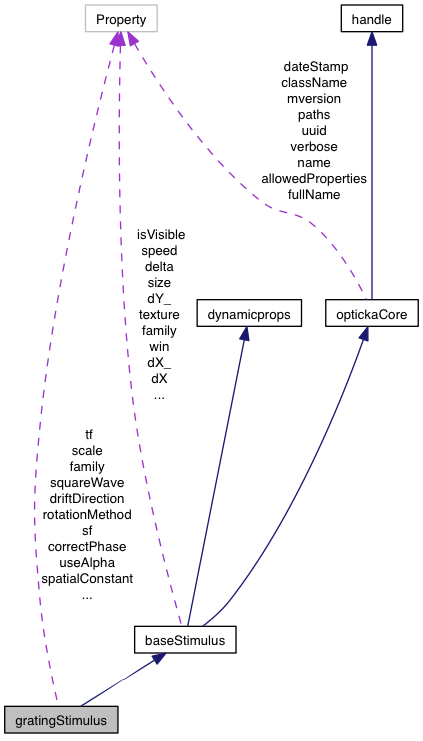 Property
handle
dateStamp
className
mversion
paths
uuid
verbose
name
allowedProperties
fullName
isVisible
speed
delta
size
dY_
texture
family
win
dX_
dX
...
dynamicprops
optickaCore
tf
scale
family
squareWave
driftDirection
rotationMethod
sf
correctPhase
useAlpha
spatialConstant
...
baseStimulus
gratingStimulus